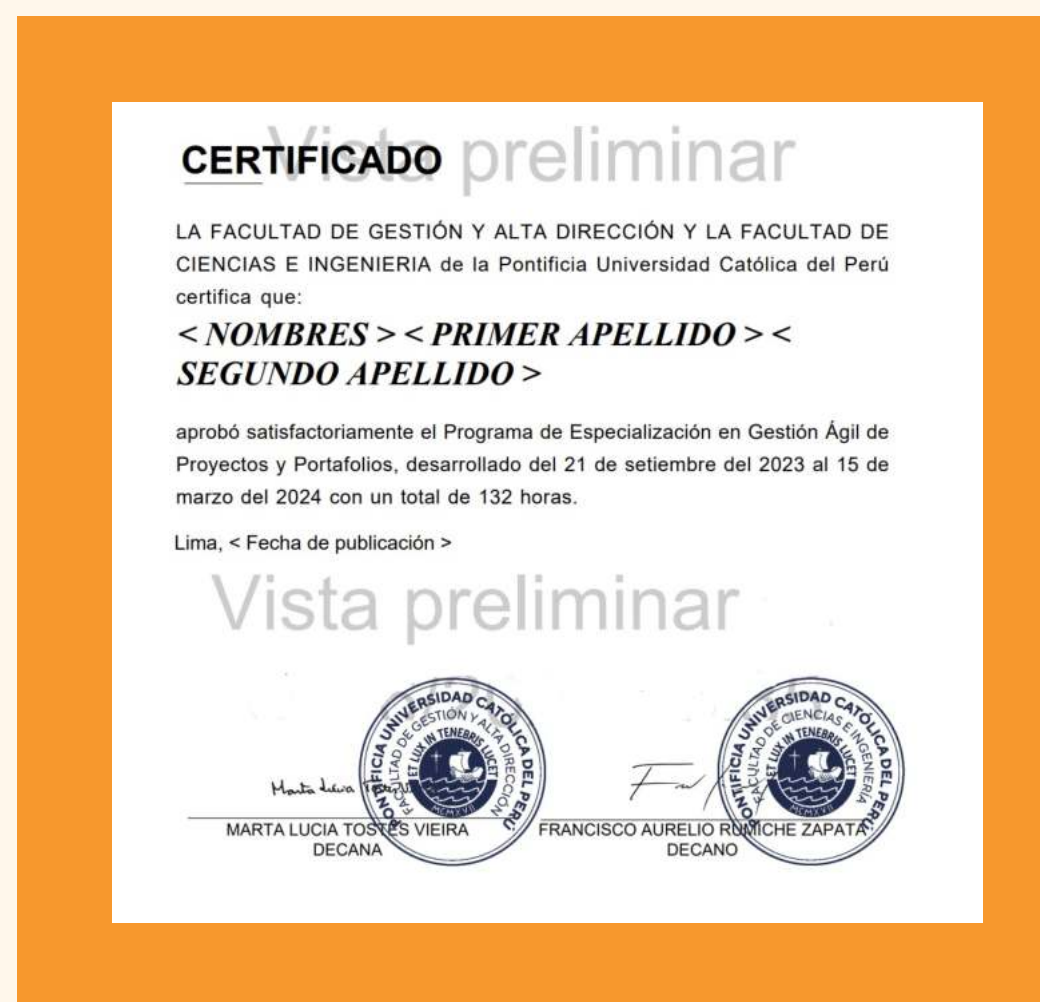 Vista preliminar
CERTIFICADO
LA FACULTAD DE GESTIÓN Y ALTA DIRECCIÓN Y LA FACULTAD DE
CIENCIAS E INGENIERIA de la Pontificia Universidad Católica del Perú
certifica que:
< NOMBRES > < PRIMER APELLIDO > <
SEGUNDO APELLIDO >
aprobó satisfactoriamente el Programa de Especialización en Gestión Ágil de
Proyectos y Portafolios, desarrollado del 21 de setiembre del 2023 al 15 de
marzo del 2024 con un total de 132 horas.
Lima, < Fecha de publicación >
Vista preliminar
PONTIFICIA UNIVERSIDAD CATÓLICA DEL PERÚ
FACULTAD DE GESTIÓN Y ALTA DIRECCIÓN
ET LUX IN TENEBRIS LUCET
MCMXVII
Marta Lucia
MARTA LUCIA TOSTES VIEIRA
DECANA
PONTIFICIA UNIVERSIDAD CATÓLICA DEL PERÚ
FACULTAD DE CIENCIAS E INGENIERÍA
ET LUX IN TENEBRIS LUCET
MCMXVII
FRANCISCO AURELIO RUMICHE ZAPATA
DECANO